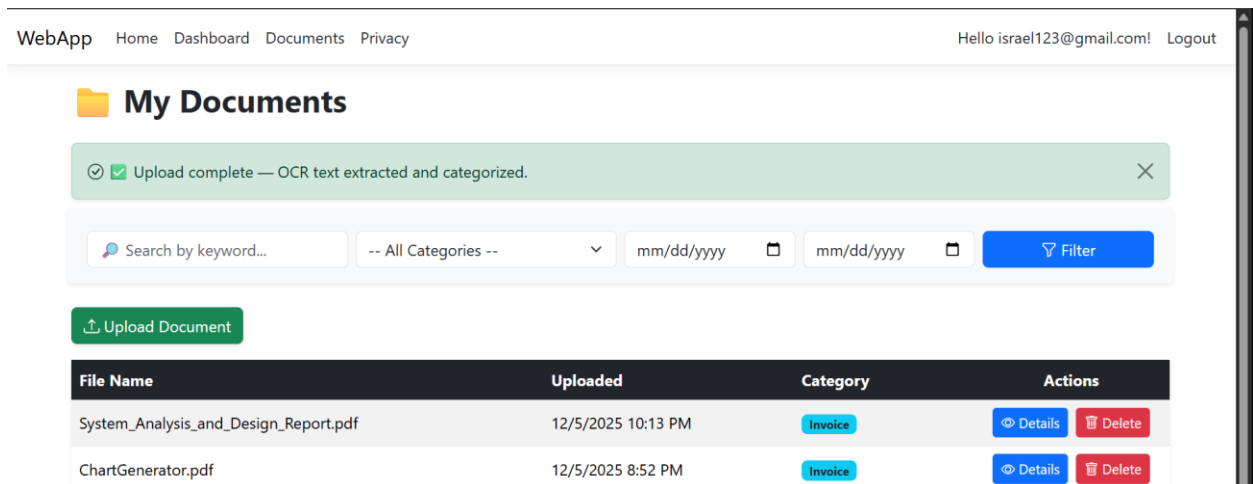 WebApp Home Dashboard Documents Privacy Hello israel123@gmail.com! Logout
My Documents
Upload complete — OCR text extracted and categorized.
Search by keyword... -- All Categories -- mm/dd/yyyy mm/dd/yyyy Filter
Upload Document
File Name Uploaded Category Actions
System_Analysis_and_Design_Report.pdf 12/5/2025 10:13 PM Invoice Details Delete
ChartGenerator.pdf 12/5/2025 8:52 PM Invoice Details Delete